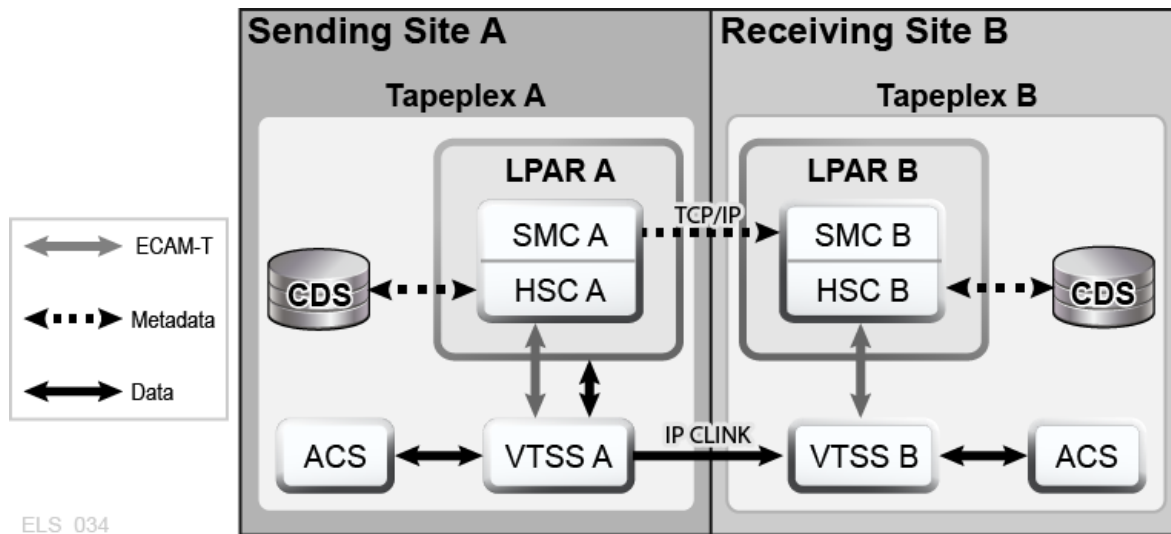 Sending Site A
Receiving Site B
Tapeplex A
Tapeplex B
LPAR A
LPAR B
TCP/IP
SMC A
SMC B
HSC A
HSC B
CDS
CDS
ECAM-T
Metadata
Data
IP CLINK
ACS
VTSS A
VTSS B
ACS
ELS 034